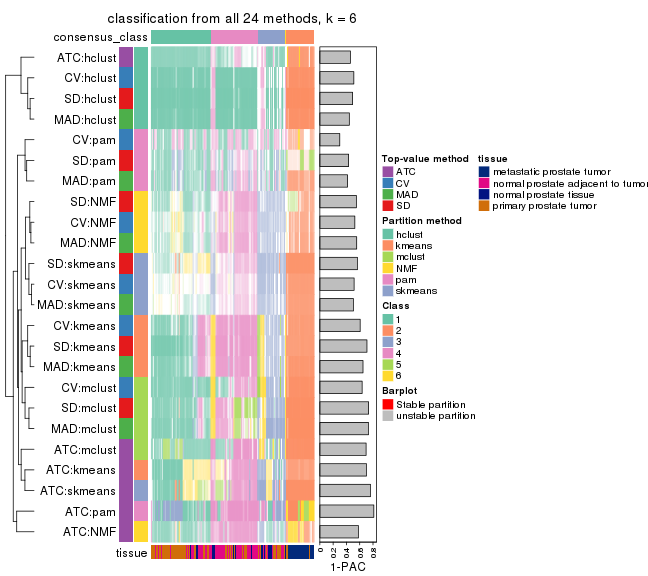 classification from all 24 methods, k = 6
consensus_class
ATC:hclust
CV:hclust
SD:hclust
MAD:hclust
CV:pam
SD:pam
MAD:pam
SD:NMF
CV:NMF
MAD:NMF
SD:skmeans
CV:skmeans
MAD:skmeans
CV:kmeans
SD:kmeans
MAD:kmeans
CV:mclust
SD:mclust
MAD:mclust
ATC:mclust
ATC:kmeans
ATC:skmeans
ATC:pam
ATC:NMF
tissue
0 0.2 0.4 0.6 0.8
1-PAC
Top-value method
ATC
CV
MAD
SD
Partition method
hclust
kmeans
mclust
NMF
pam
skmeans
Class
1
2
3
4
5
6
Barplot
Stable partition
unstable partition
tissue
metastatic prostate tumor
normal prostate adjacent to tumor
normal prostate tissue
primary prostate tumor